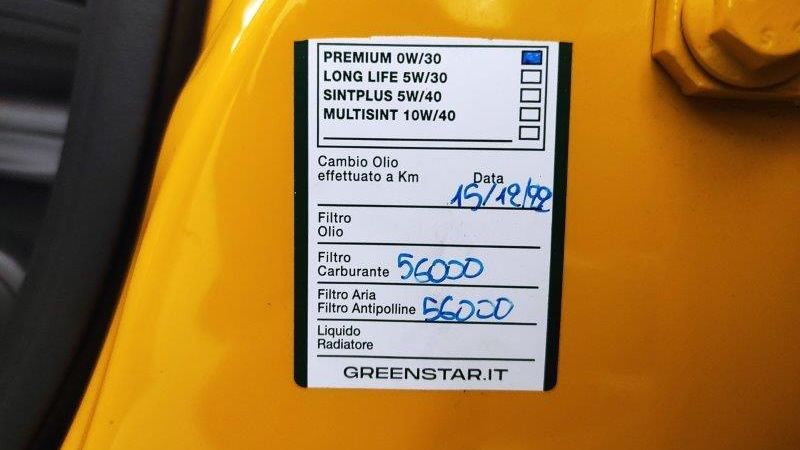 PREMIUM 0W/30
LONG LIFE 5W/30
SINTPLUS 5W/40
MULTISINT 10W/40
Cambio Olio
effettuato a Km Data
15/12/92
Filtro
Olio
Filtro
Carburante 56000
Filtro Aria
Filtro Antipolline 56000
Liquido
Radiatore
GREENSTAR.IT